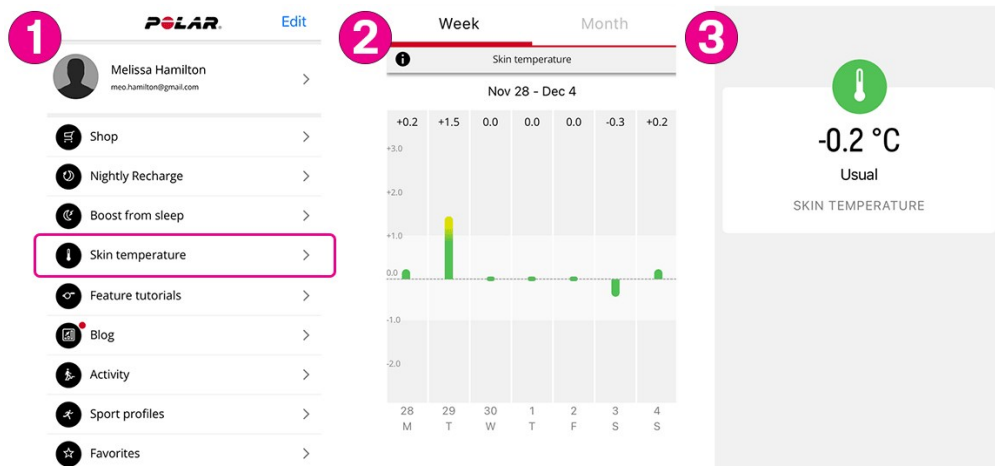 1
POLAR.
Edit
Melissa Hamilton
meo.hamilton@gmail.com
Shop
Nightly Recharge
Boost from sleep
Skin temperature
Feature tutorials
Blog
Activity
Sport profiles
Favorites
2
Week Month
Skin temperature
Nov 28 - Dec 4
+0.2 +1.5 0.0 0.0 0.0 -0.3 +0.2
+3.0
+2.0
+1.0
0.0
-1.0
-2.0
28 29 30 1 2 3 4
M T W T F S S
3
-0.2 °C
Usual
SKIN TEMPERATURE